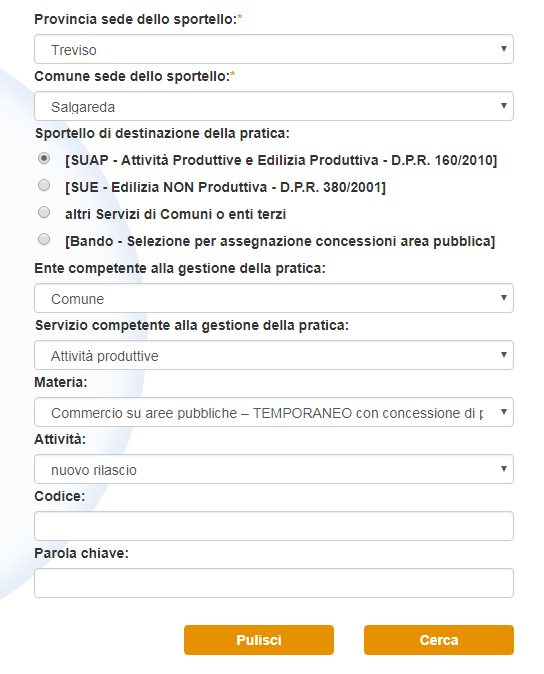 Provincia sede dello sportello:*
Treviso
Comune sede dello sportello:*
Salgareda
Sportello di destinazione della pratica:
[SUAP - Attività Produttive e Edilizia Produttiva - D.P.R. 160/2010]
[SUE - Edilizia NON Produttiva - D.P.R. 380/2001]
altri Servizi di Comuni o enti terzi
[Bando - Selezione per assegnazione concessioni area pubblica]
Ente competente alla gestione della pratica:
Comune
Servizio competente alla gestione della pratica:
Attività produttive
Materia:
Commercio su aree pubbliche – TEMPORANEO con concessione di p
Attività:
nuovo rilascio
Codice:
Parola chiave:
Pulisci Cerca